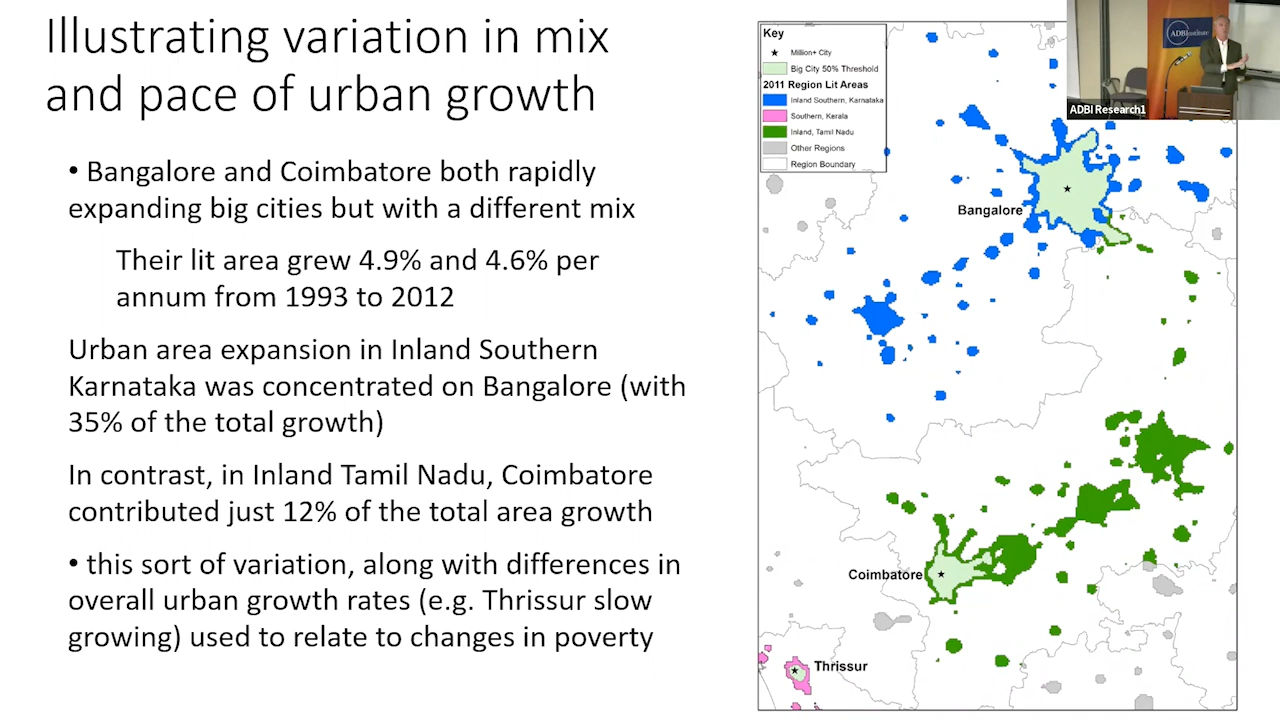 Illustrating variation in mix
and pace of urban growth
• Bangalore and Coimbatore both rapidly
expanding big cities but with a different mix
Their lit area grew 4.9% and 4.6% per
annum from 1993 to 2012
Urban area expansion in Inland Southern
Karnataka was concentrated on Bangalore (with
35% of the total growth)
In contrast, in Inland Tamil Nadu, Coimbatore
contributed just 12% of the total area growth
• this sort of variation, along with differences in
overall urban growth rates (e.g. Thrissur slow
growing) used to relate to changes in poverty
Key
Million+ City
Big City 50% Threshold
2011 Region Lit Areas
Inland Southern, Karnataka
Southern, Kerala
Inland, Tamil Nadu
Other Regions
Region Boundary
Bangalore
Coimbatore
Thrissur
ADBInstitute
ADBI Research1